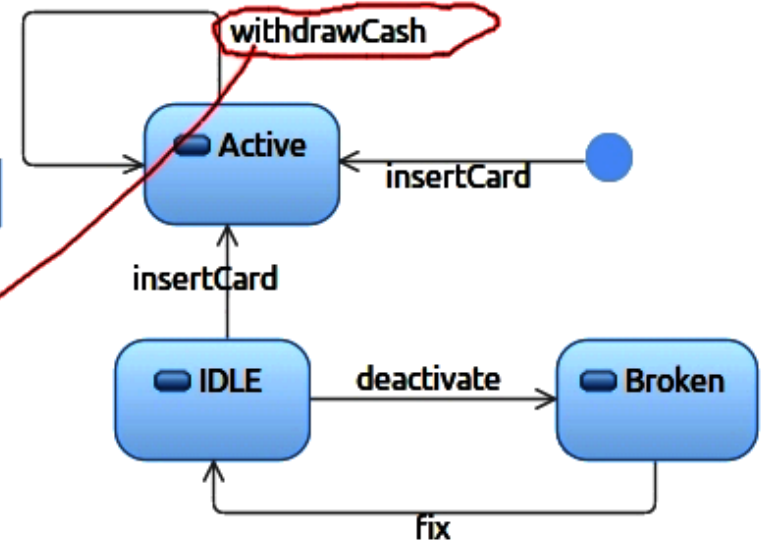 withdrawCash
Active
insertCard
insertCard
IDLE
deactivate
Broken
fix